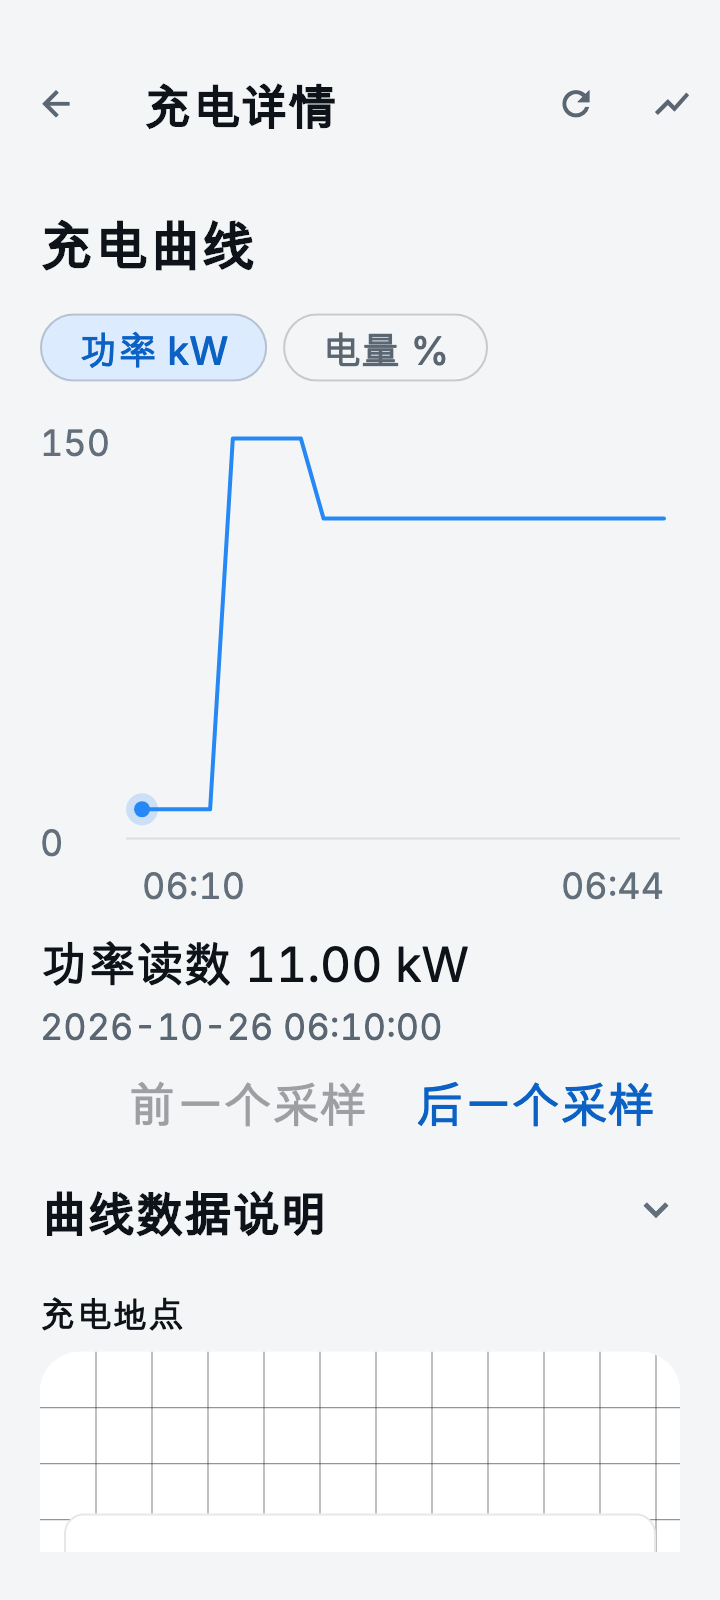 充电详情
充电曲线
功率 kW
电量 %
150
0
06:10
06:44
功率读数 11.00 kW
2026-10-26 06:10:00
前一个采样
后一个采样
曲线数据说明
充电地点